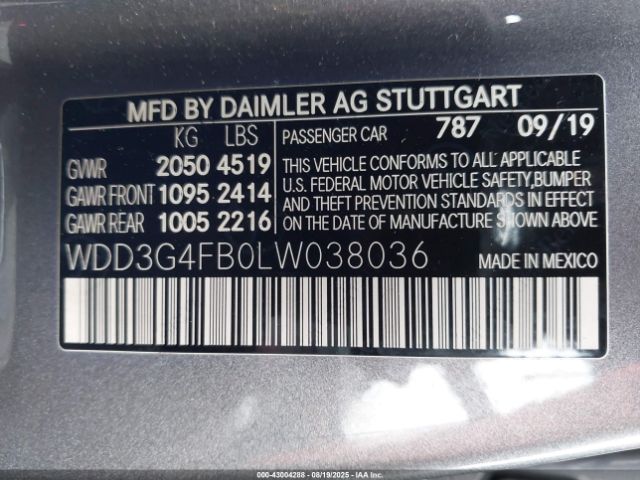 MFD BY DAIMLER AG STUTTGART
KG LBS
PASSENGER CAR 787 09/19
GVWR 2050 4519
GAWR FRONT 1095 2414
GAWR REAR 1005 2216
THIS VEHICLE CONFORMS TO ALL APPLICABLE
U.S. FEDERAL MOTOR VEHICLE SAFETY,BUMPER
AND THEFT PREVENTION STANDARDS IN EFFECT
ON THE DATE OF MANUFACTURE SHOWN ABOVE
WDD3G4FB0LW038036
MADE IN MEXICO
000-43004288 - 08/19/2025 - IAA Inc.